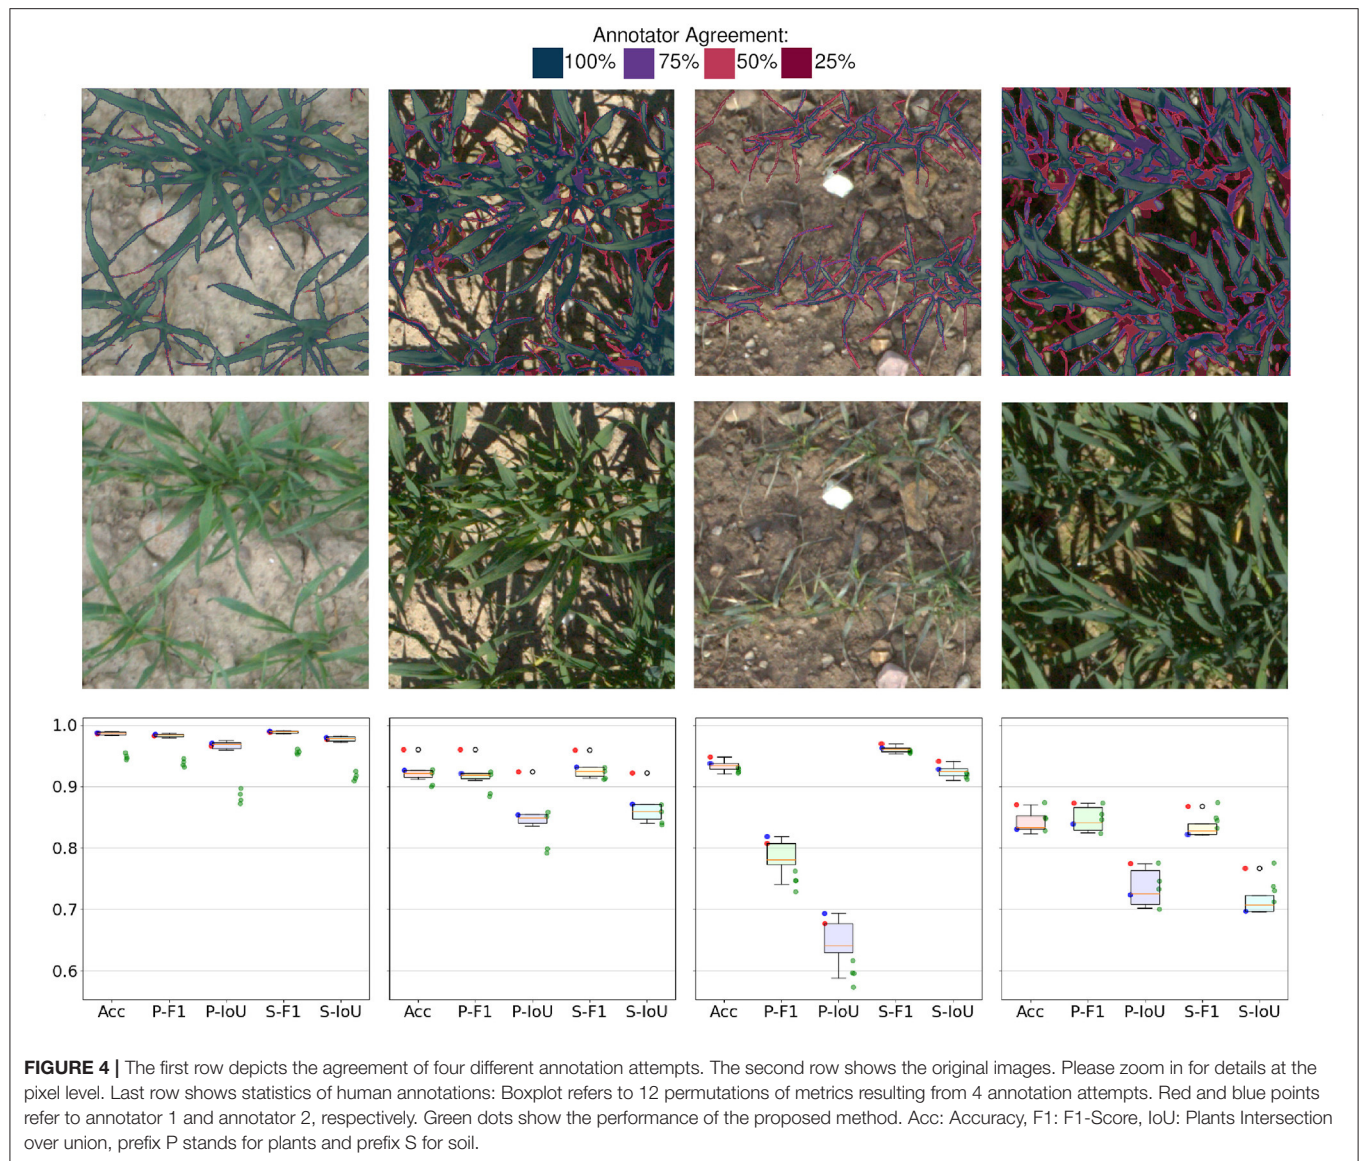 Annotator Agreement:
100% 75% 50% 25%
1.0
0.9
0.8
0.7
0.6
Acc P-F1 P-IoU S-F1 S-IoU
Acc P-F1 P-IoU S-F1 S-IoU
Acc P-F1 P-IoU S-F1 S-IoU
Acc P-F1 P-IoU S-F1 S-IoU
FIGURE 4 | The first row depicts the agreement of four different annotation attempts. The second row shows the original images. Please zoom in for details at the
pixel level. Last row shows statistics of human annotations: Boxplot refers to 12 permutations of metrics resulting from 4 annotation attempts. Red and blue points
refer to annotator 1 and annotator 2, respectively. Green dots show the performance of the proposed method. Acc: Accuracy, F1: F1-Score, IoU: Plants Intersection
over union, prefix P stands for plants and prefix S for soil.